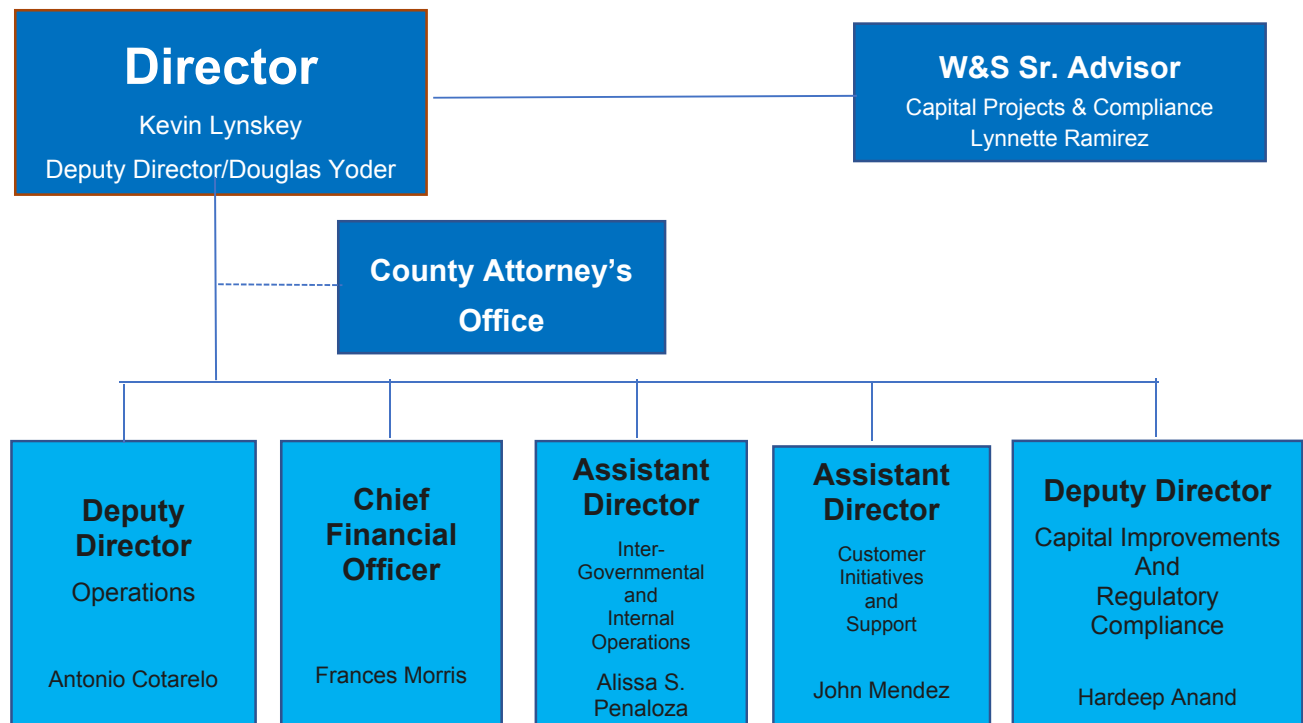 Director
Kevin Lynskey
Deputy Director/Douglas Yoder
W&S Sr. Advisor
Capital Projects & Compliance
Lynnette Ramirez
County Attorney’s
Office
Deputy
Director
Operations
Antonio Cotarelo
Chief
Financial
Officer
Frances Morris
Assistant
Director
Inter-
Governmental
and
Internal
Operations
Alissa S.
Penaloza
Assistant
Director
Customer
Initiatives
and
Support
John Mendez
Deputy Director
Capital Improvements
And
Regulatory
Compliance
Hardeep Anand